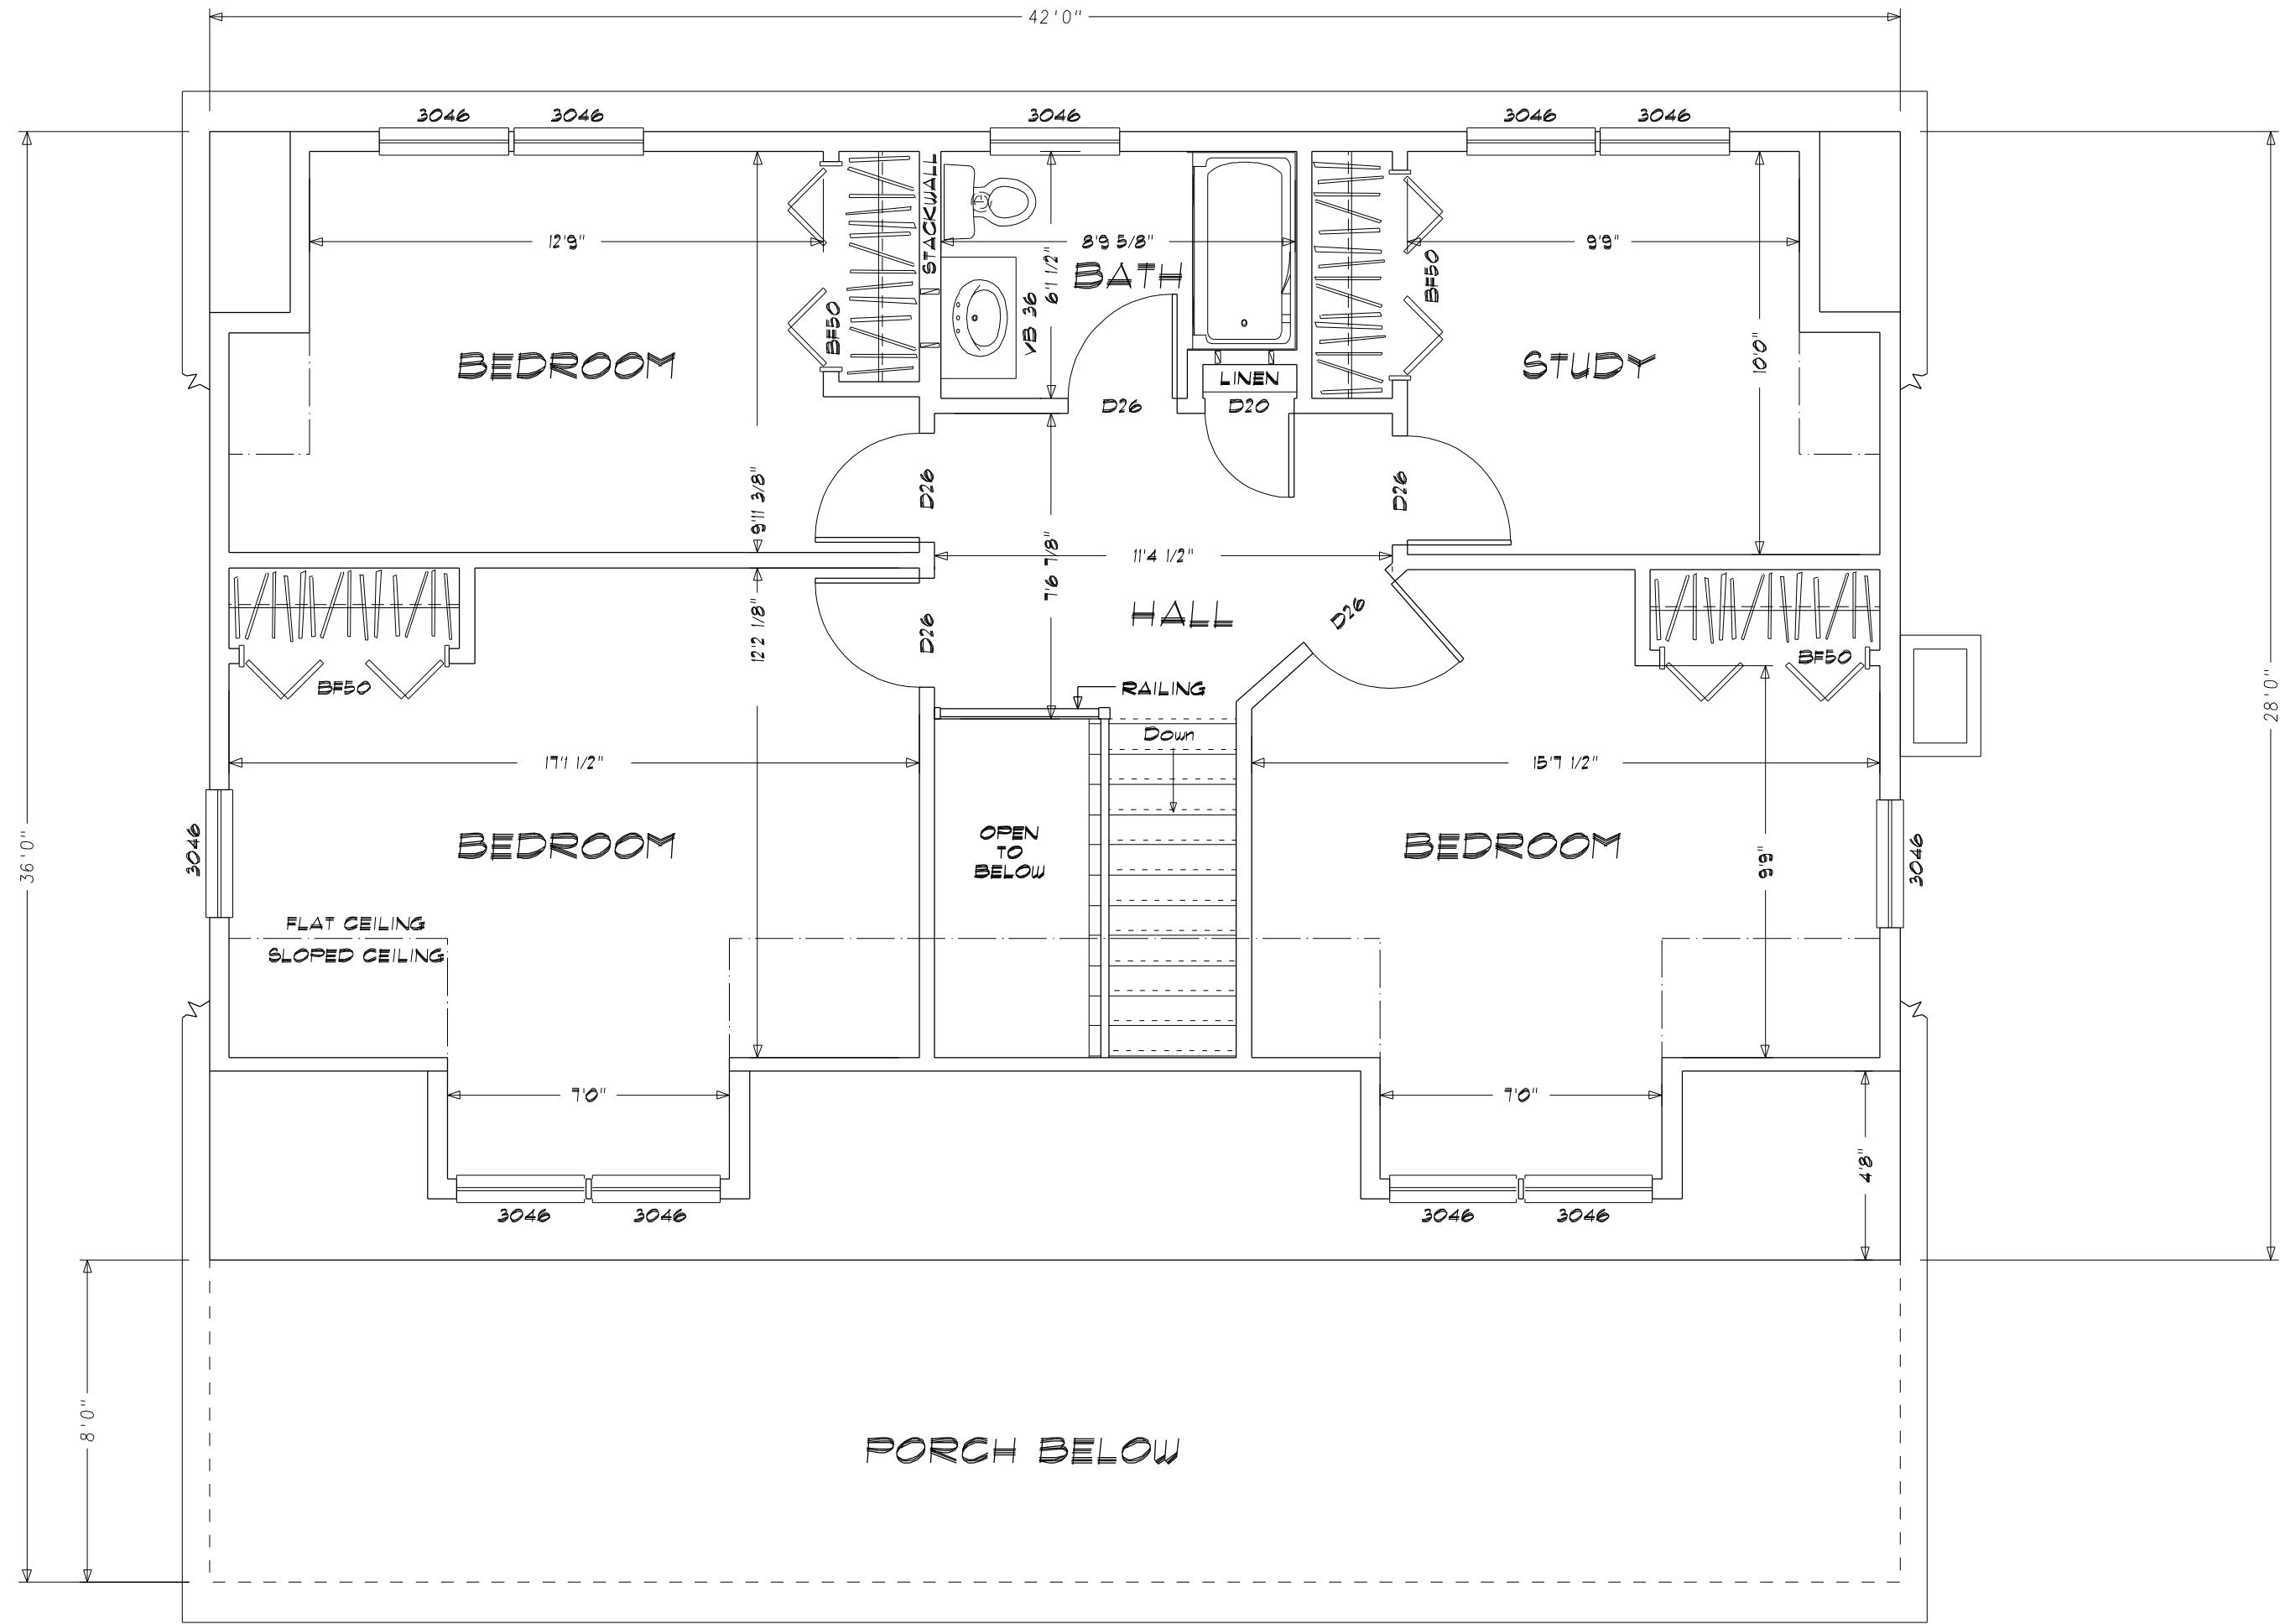 42'0"
3046
3046
3046
3046
3046
STACKWALL
12'9"
8'9 5/8"
9'9"
BATH
6'1 1/2"
BF50
BF50
VB 36
BEDROOM
STUDY
10'0"
LINEN
D26
D20
D26
D26
9'11 3/8"
11'4 1/2"
7'6 7/8"
HALL
D26
D26
12'2 1/8"
BF50
BF50
RAILING
28'0"
Down
17'1 1/2"
15'7 1/2"
OPEN
TO
BELOW
BEDROOM
BEDROOM
3046
3046
9'9"
36'0"
FLAT CEILING
SLOPED CEILING
7'0"
7'0"
4'8"
3046
3046
3046
3046
8'0"
PORCH BELOW